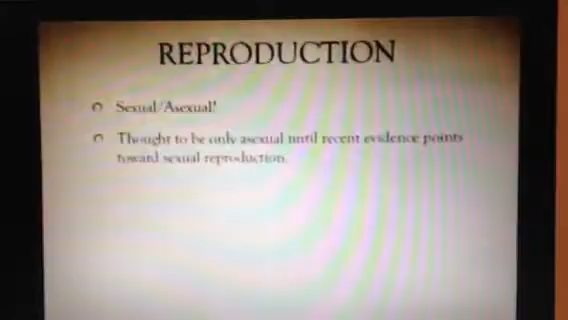 REPRODUCTION
Sexual/Asexual!
Thought to be only asexual until recent evidence points
toward sexual reproduction.